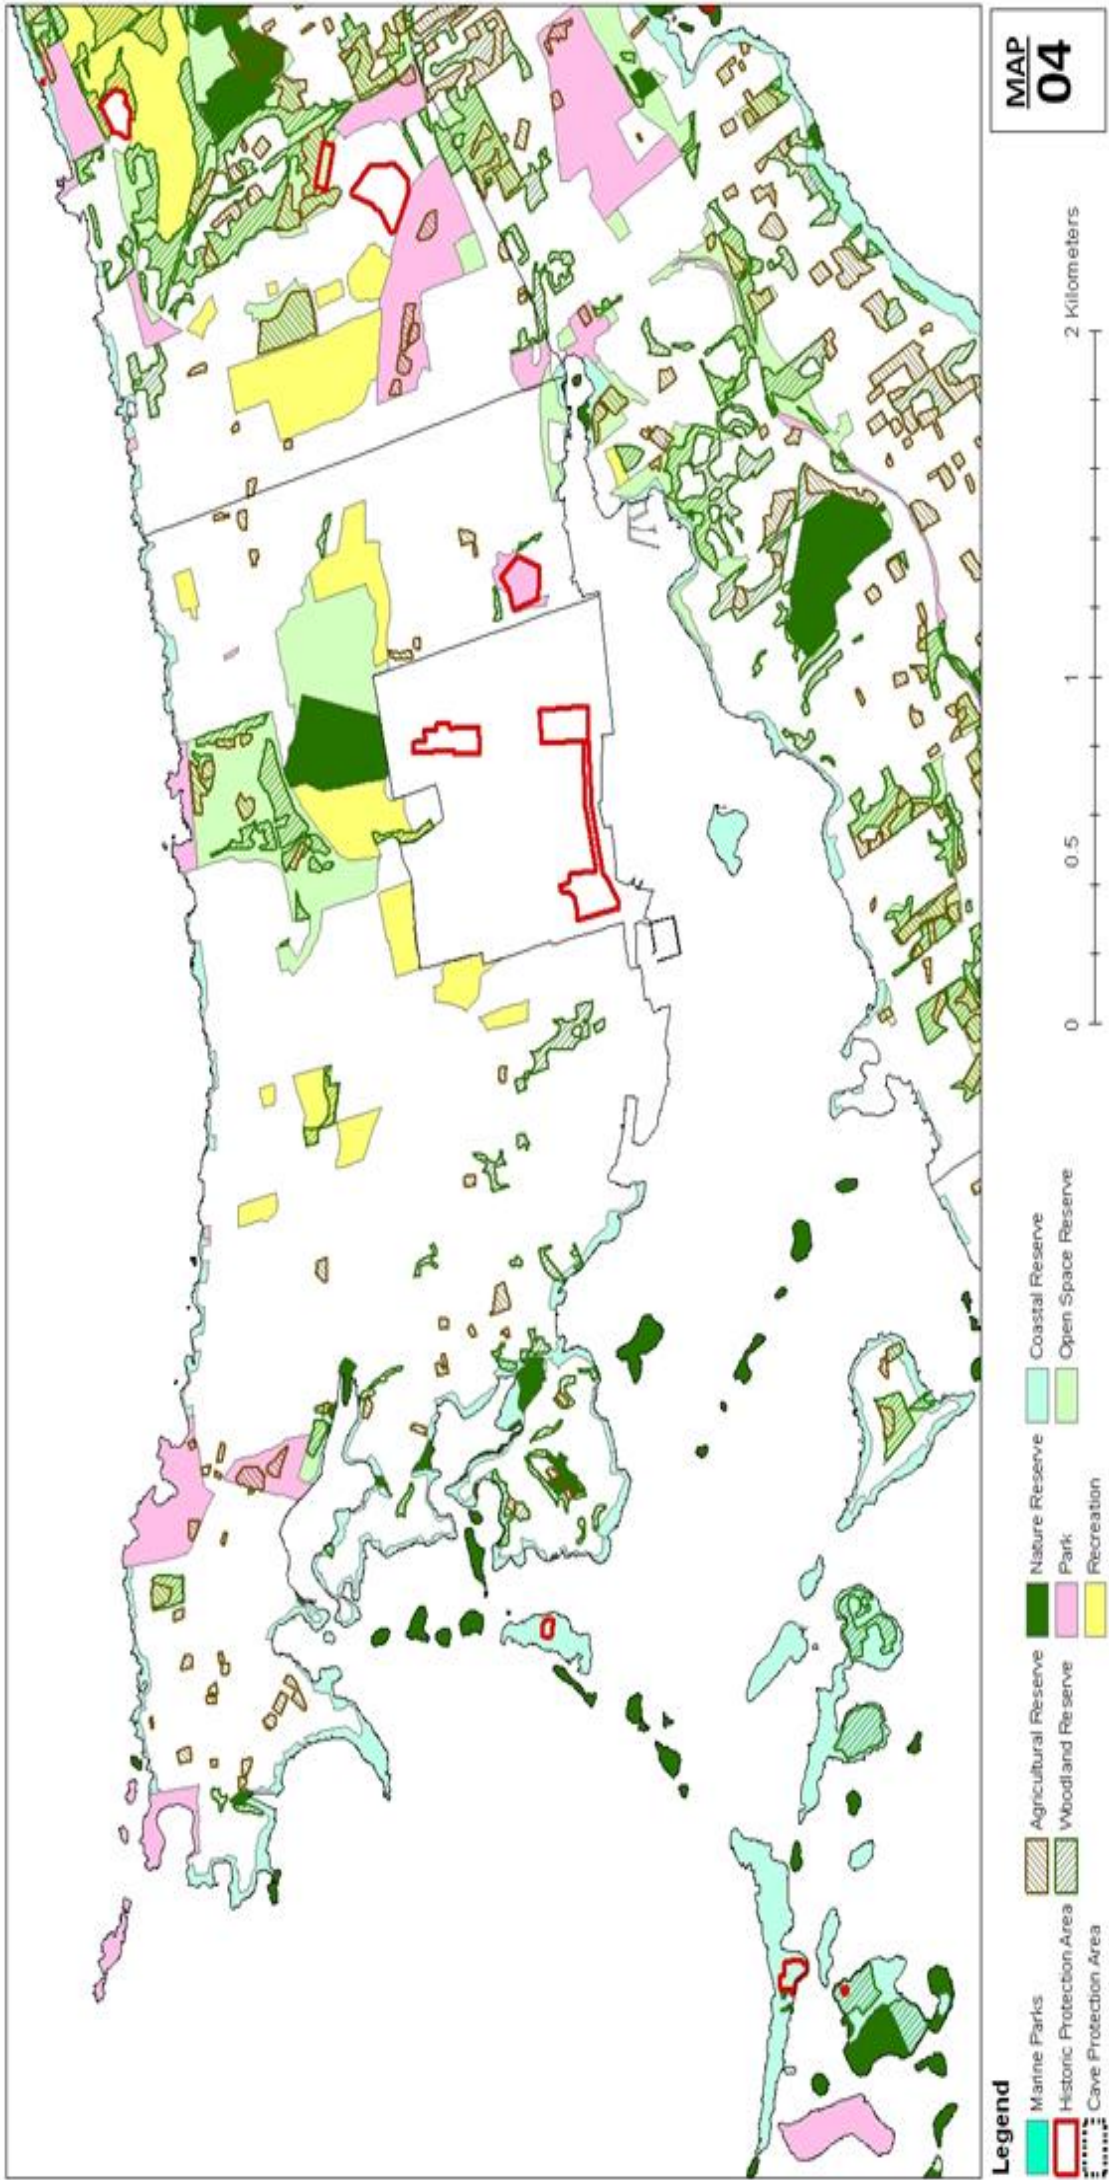 MAP
04
2 Kilometers
1
0.5
0
Legend
Marine Parks
Historic Protection Area
Cave Protection Area
Agricultural Reserve
Woodland Reserve
Nature Reserve
Park
Recreation
Coastal Reserve
Open Space Reserve